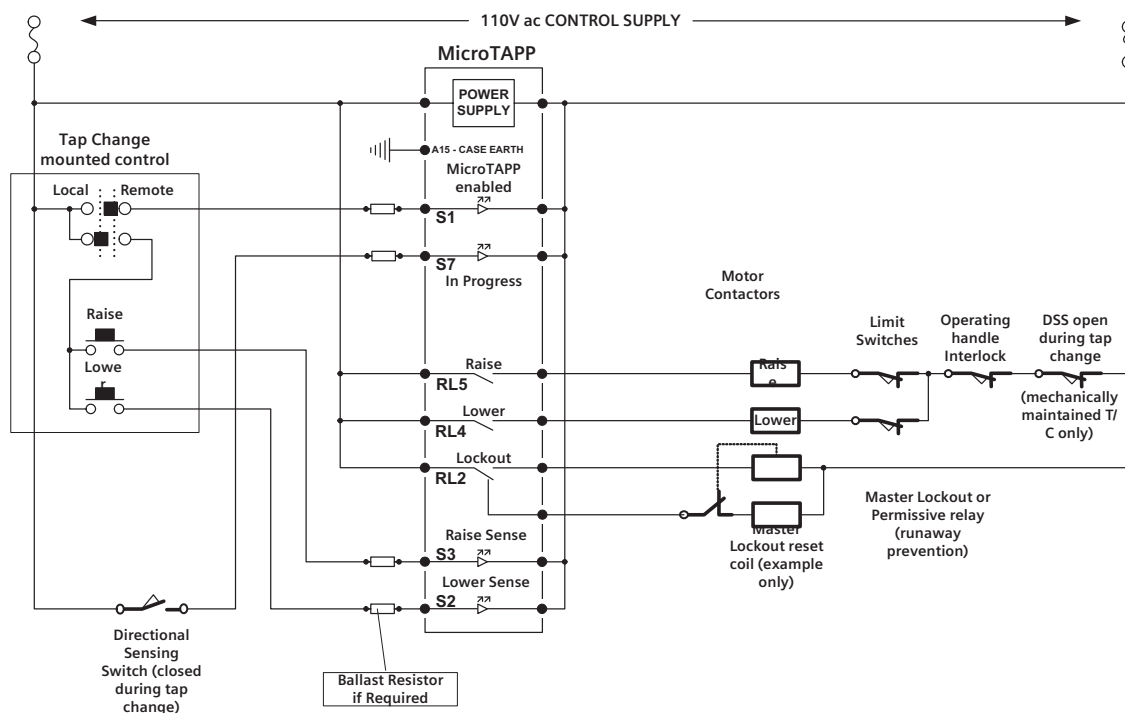 110V ac CONTROL SUPPLY
MicroTAPP
POWER
SUPPLY
A15 - CASE EARTH
MicroTAPP
enabled
Tap Change
mounted control
Local
Remote
S1
S7
In Progress
Raise
Lowe
r
Raise
RL5
Lower
RL4
Lockout
RL2
Raise Sense
S3
Lower Sense
S2
Motor
Contactors
Rais
e
Lower
Limit
Switches
Operating
handle
Interlock
DSS open
during tap
change
(mechanically
maintained T/
C only)
Master Lockout or
Permissive relay
(runaway
prevention)
Master
Lockout reset
coil (example
only)
Directional
Sensing
Switch (closed
during tap
change)
Ballast Resistor
if Required